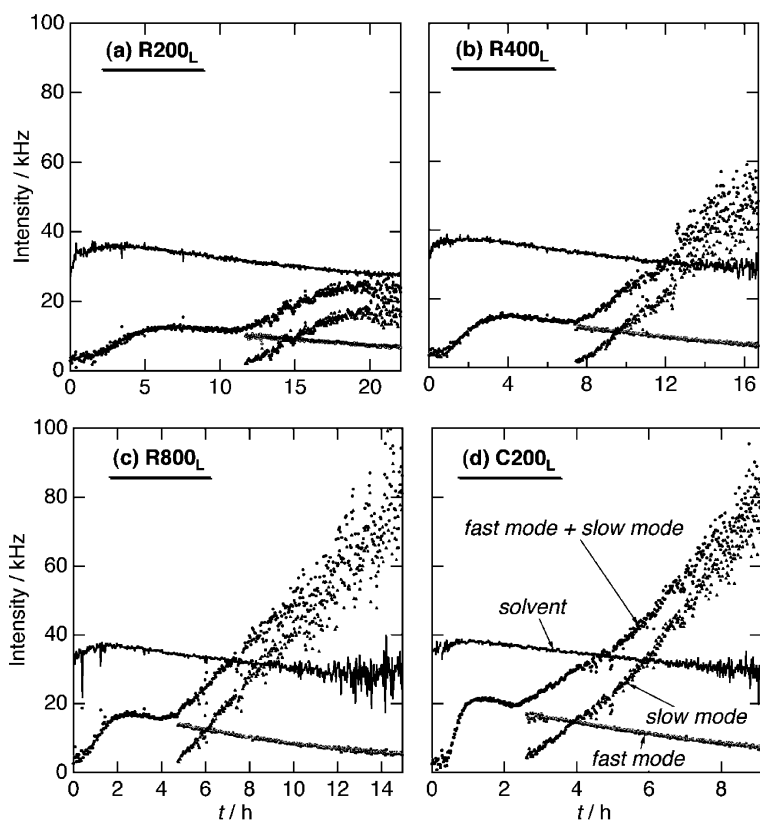 (a) R200L
(b) R400L
Intensity / kHz
100
80
60
40
20
0
0 5 10 15 20
0 4 8 12 16
(c) R800L
(d) C200L
Intensity / kHz
100
80
60
40
20
0
fast mode + slow mode
solvent
slow mode
fast mode
0 2 4 6 8 10 12 14
0 2 4 6 8
t / h
t / h